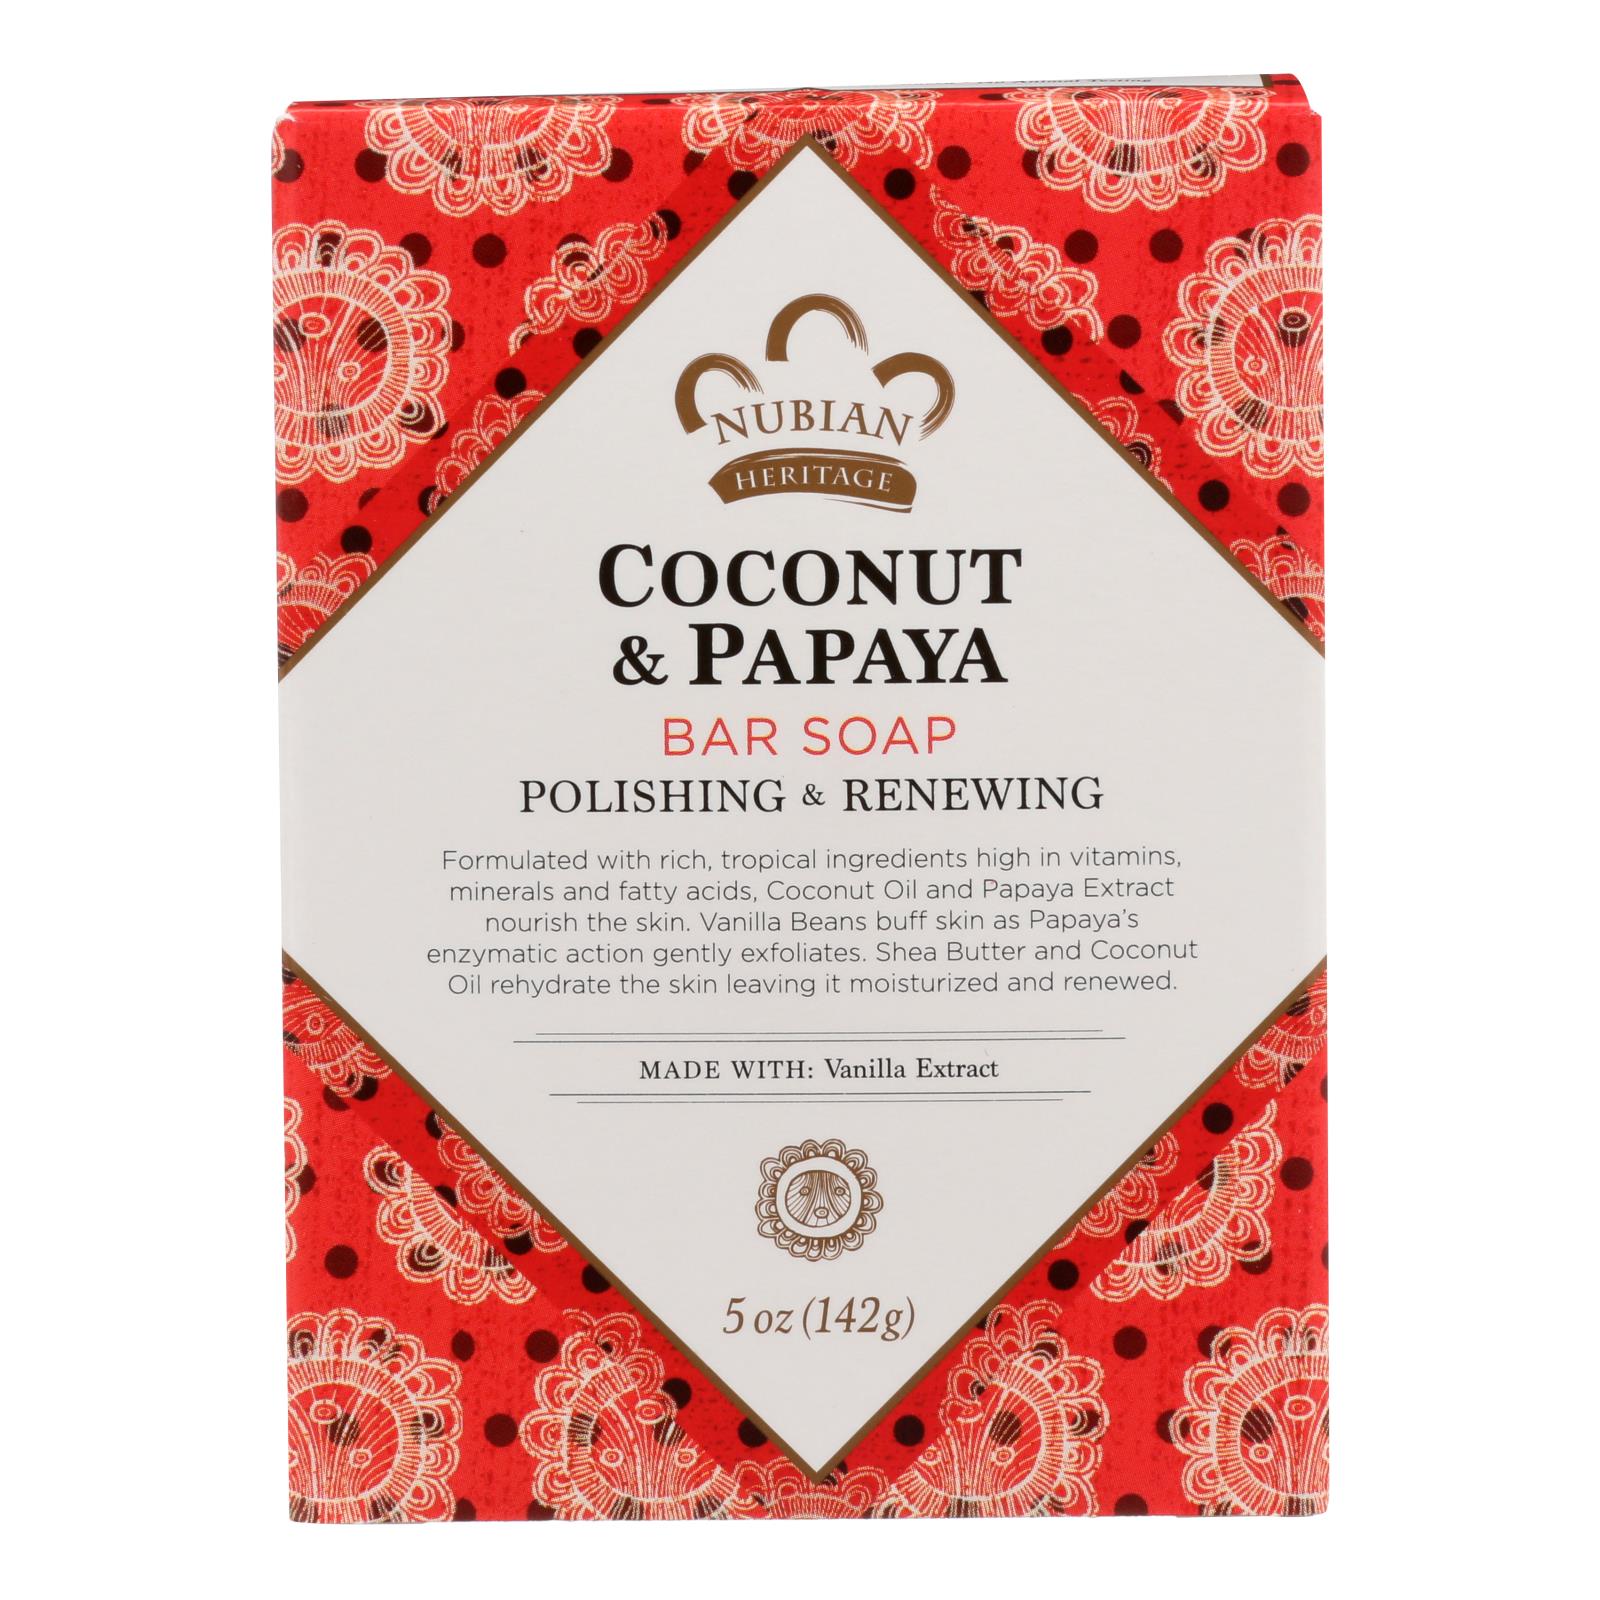 No Animal Testing
NUBIAN
HERITAGE
COCONUT
& PAPAYA
BAR SOAP
POLISHING & RENEWING
Formulated with rich, tropical ingredients high in vitamins,
minerals and fatty acids, Coconut Oil and Papaya Extract
nourish the skin. Vanilla Beans buff skin as Papaya's
enzymatic action gently exfoliates. Shea Butter and Coconut
Oil rehydrate the skin leaving it moisturized and renewed.
MADE WITH: Vanilla Extract
5 oz (142g)